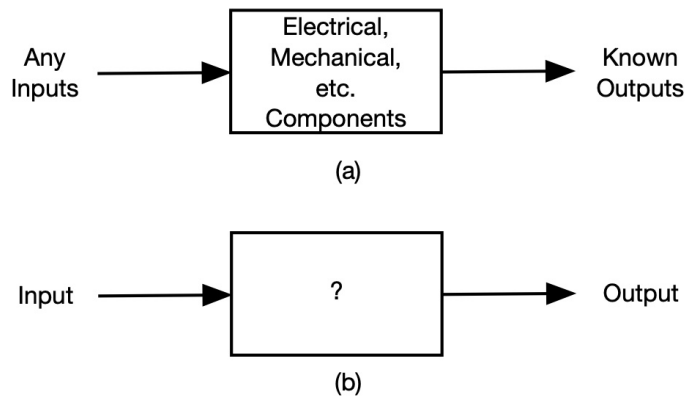 Any
Inputs
Electrical,
Mechanical,
etc.
Components
Known
Outputs
(a)
Input
?
Output
(b)